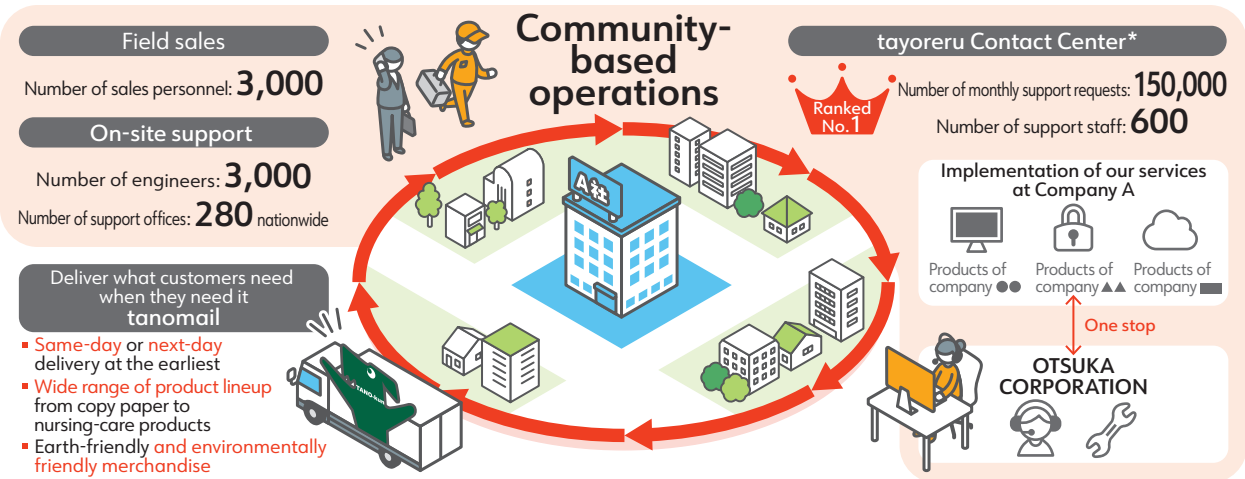 Field sales
Number of sales personnel: 3,000
On-site support
Number of engineers: 3,000
Number of support offices: 280 nationwide
Community-
based
operations
tayoreru Contact Center*
Ranked
No.1
Number of monthly support requests: 150,000
Number of support staff: 600
Implementation of our services
at Company A
Products of
company ●●
Products of
company ▲▲
Products of
company ■
One stop
OTSUKA
CORPORATION
A社
Deliver what customers need
when they need it
tanomail
Same-day or next-day
delivery at the earliest
Wide range of product lineup
from copy paper to
nursing-care products
Earth-friendly and environmentally
friendly merchandise